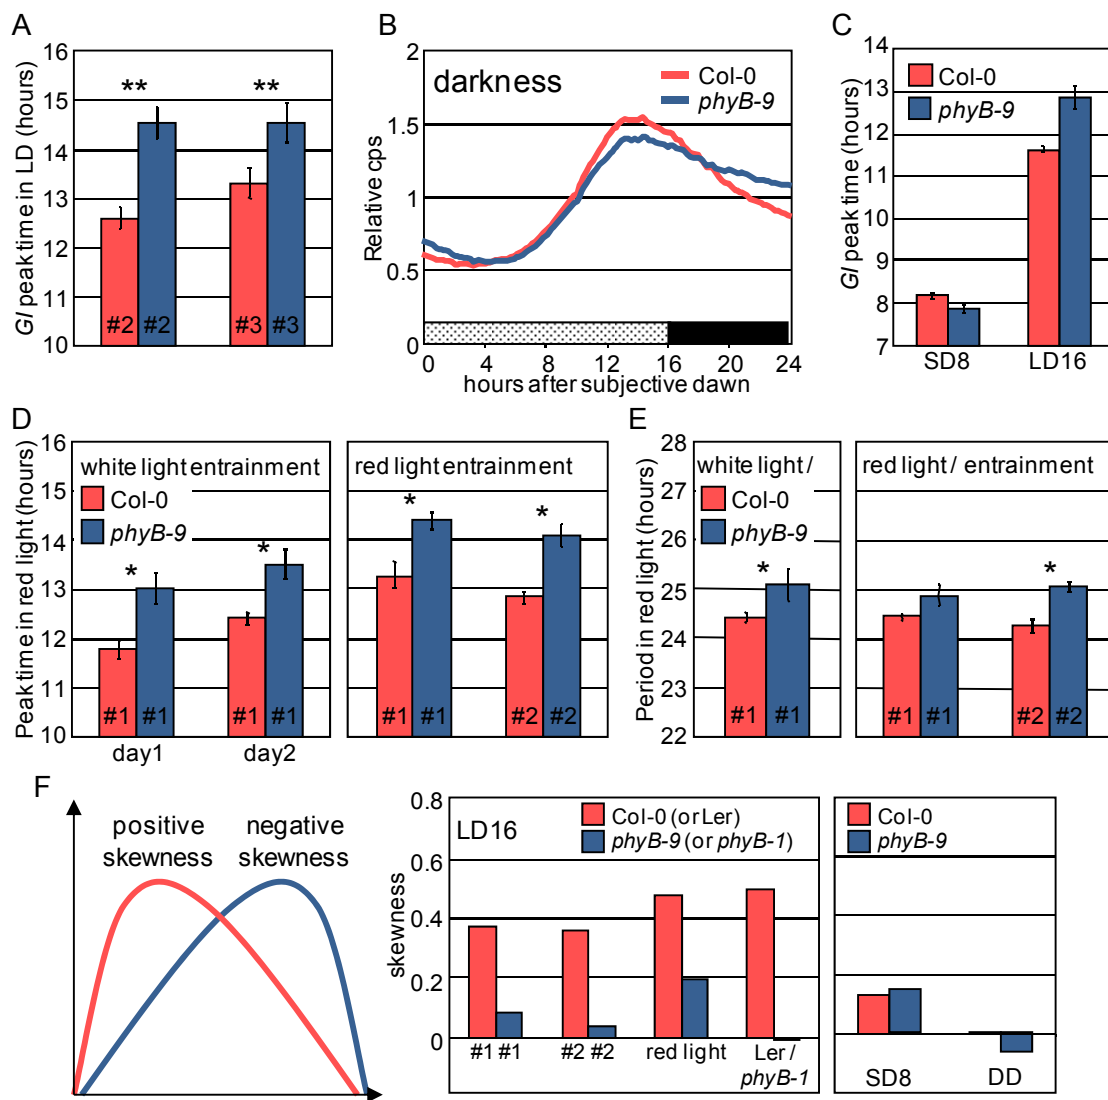 A
GI peak time in LD (hours)
16
15
14
13
12
11
10
**
**
#2 #2
#3 #3
B
Relative cps
2
1.5
1
0.5
0
darkness
Col-0
phyB-9
0 4 8 12 16 20 24
hours after subjective dawn
C
GI peak time (hours)
14
13
12
11
10
9
8
7
Col-0
phyB-9
SD8 LD16
D
Peak time in red light (hours)
16
15
14
13
12
11
10
white light entrainment
Col-0
phyB-9
*
*
#1 #1
#1 #1
day1 day2
red light entrainment
*
*
#1 #1
#2 #2
E
Period in red light (hours)
28
27
26
25
24
23
22
white light /
Col-0
phyB-9
*
#1 #1
red light / entrainment
*
#1 #1
#2 #2
F
positive
skewness
negative
skewness
skewness
0.8
0.6
0.4
0.2
0
LD16
Col-0 (or Ler)
phyB-9 (or phyB-1)
#1 #1
#2 #2
red light
Ler /
phyB-1
Col-0
phyB-9
SD8
DD